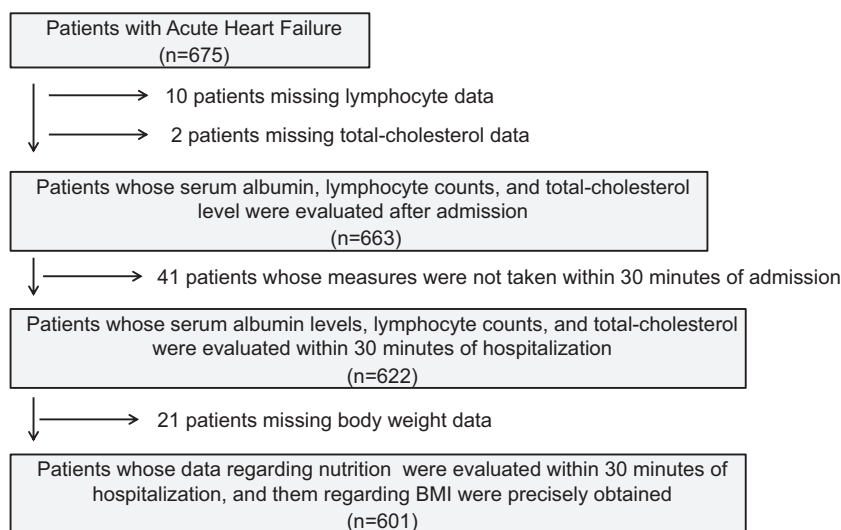 Patients with Acute Heart Failure
(n=675)
10 patients missing lymphocyte data
2 patients missing total-cholesterol data
Patients whose serum albumin, lymphocyte counts, and total-cholesterol
level were evaluated after admission
(n=663)
41 patients whose measures were not taken within 30 minutes of admission
Patients whose serum albumin levels, lymphocyte counts, and total-cholesterol
were evaluated within 30 minutes of hospitalization
(n=622)
21 patients missing body weight data
Patients whose data regarding nutrition were evaluated within 30 minutes of
hospitalization, and them regarding BMI were precisely obtained
(n=601)